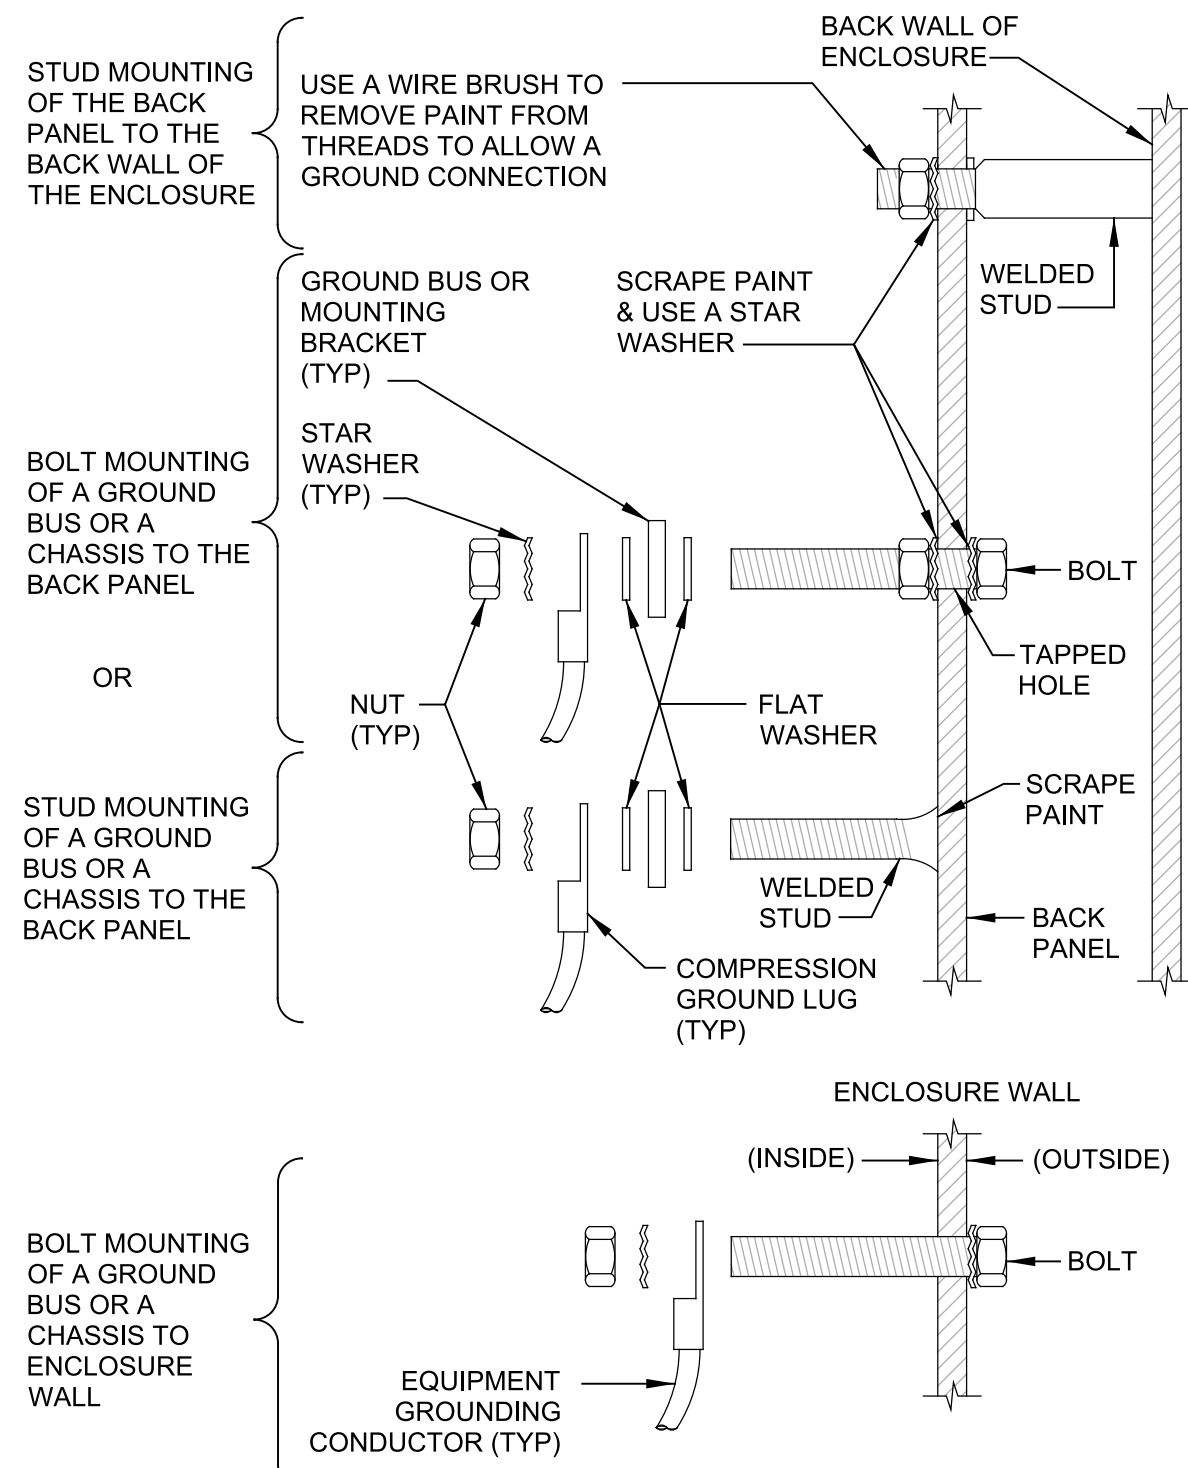 STUD MOUNTING
OF THE BACK
PANEL TO THE
BACK WALL OF
THE ENCLOSURE
USE A WIRE BRUSH TO
REMOVE PAINT FROM
THREADS TO ALLOW A
GROUND CONNECTION
BACK WALL OF
ENCLOSURE
WELDED
STUD
GROUND BUS OR
MOUNTING
BRACKET
(TYP)
SCRAPE PAINT
& USE A STAR
WASHER
STAR
WASHER
(TYP)
BOLT MOUNTING
OF A GROUND
BUS OR A
CHASSIS TO THE
BACK PANEL
BOLT
TAPPED
HOLE
OR
NUT
(TYP)
FLAT
WASHER
STUD MOUNTING
OF A GROUND
BUS OR A
CHASSIS TO THE
BACK PANEL
SCRAPE
PAINT
WELDED
STUD
BACK
PANEL
COMPRESSION
GROUND LUG
(TYP)
ENCLOSURE WALL
(INSIDE)
(OUTSIDE)
BOLT MOUNTING
OF A GROUND
BUS OR A
CHASSIS TO
ENCLOSURE
WALL
BOLT
EQUIPMENT
GROUNDING
CONDUCTOR (TYP)